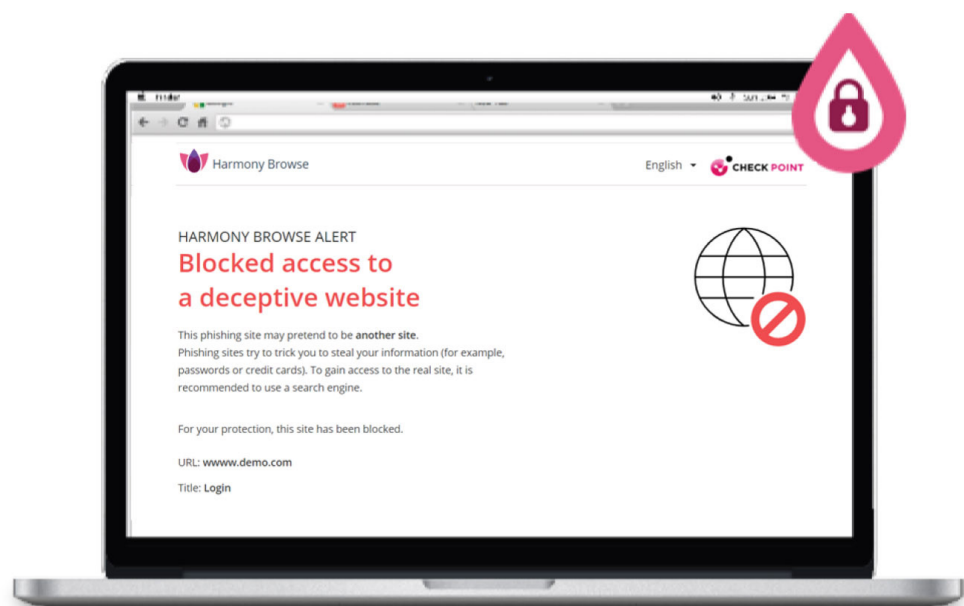 Harmony Browse
English
CHECK POINT
HARMONY BROWSE ALERT
Blocked access to
a deceptive website
This phishing site may pretend to be another site.
Phishing sites try to trick you to steal your information (for example,
passwords or credit cards). To gain access to the real site, it is
recommended to use a search engine.
For your protection, this site has been blocked.
URL: wwww.demo.com
Title: Login